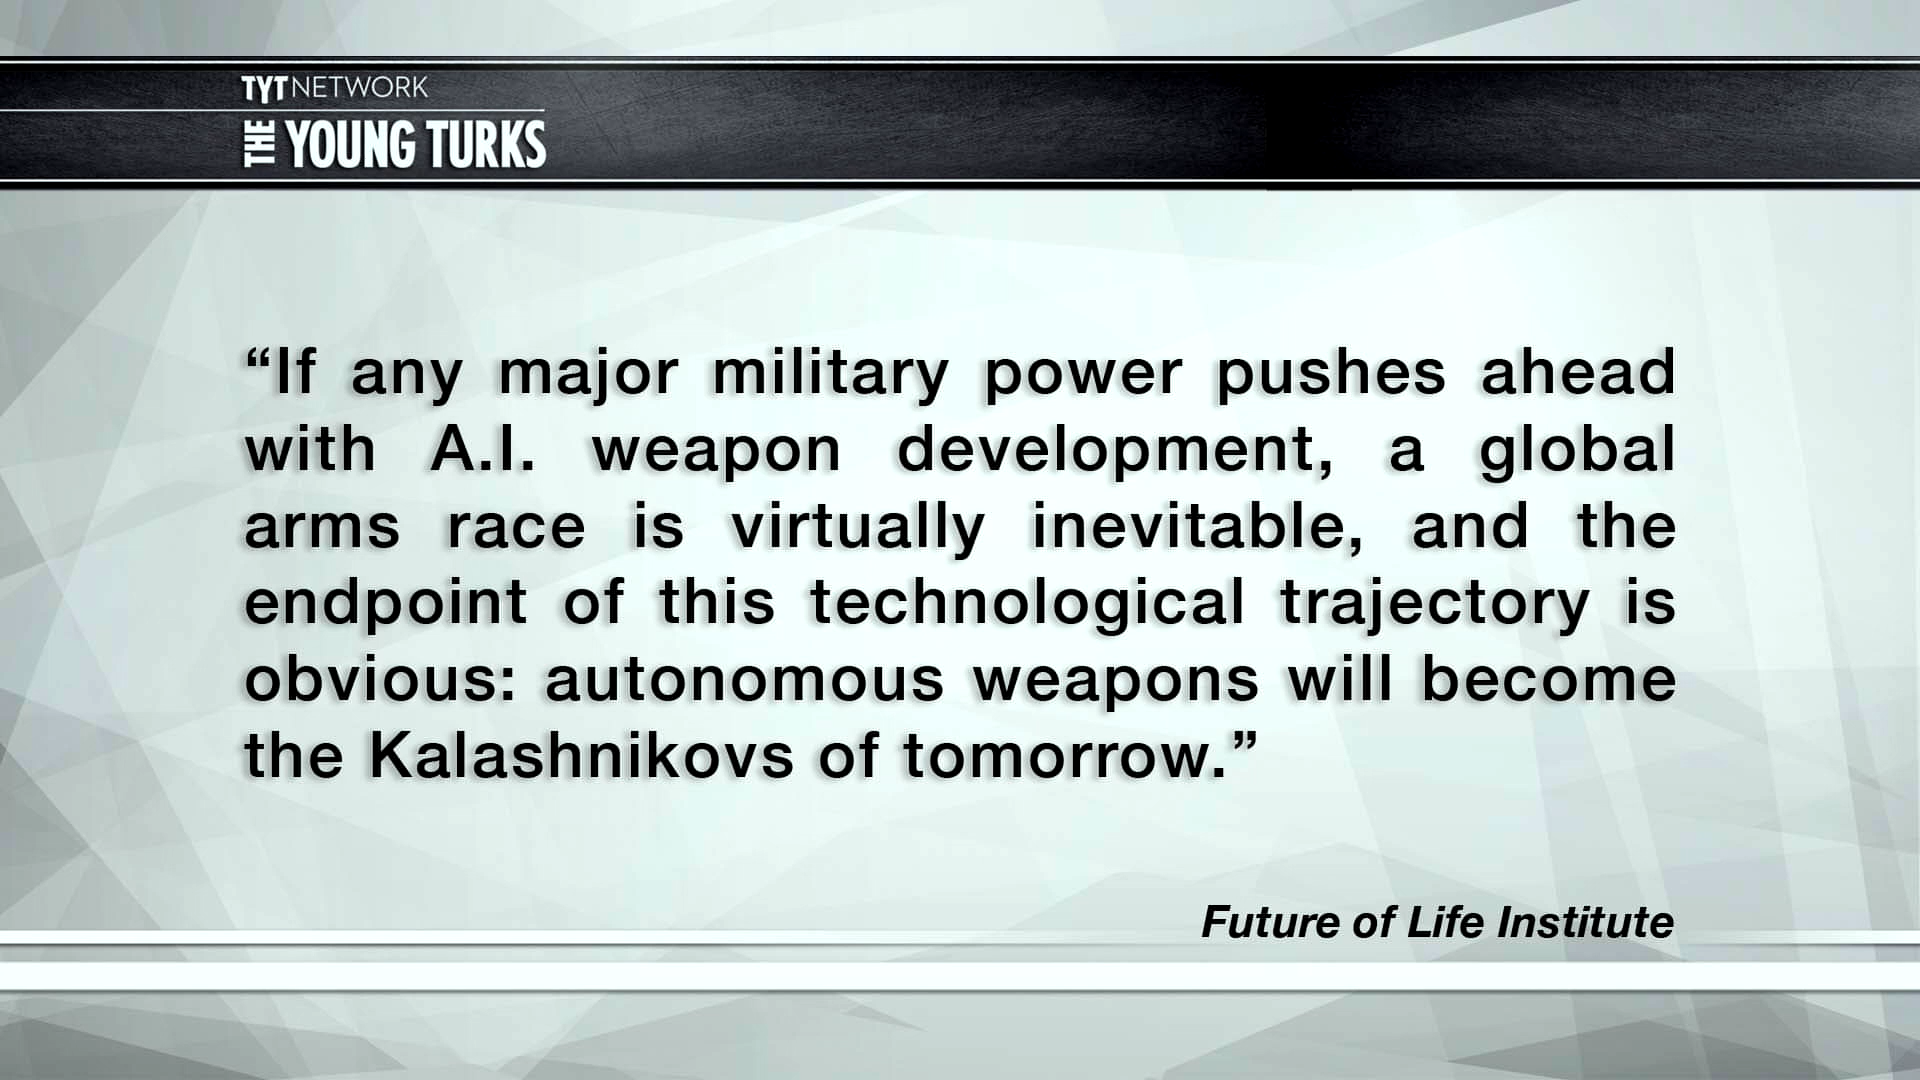 TYTNETWORK
THE YOUNG TURKS
“If any major military power pushes ahead
with A.I. weapon development, a global
arms race is virtually inevitable, and the
endpoint of this technological trajectory is
obvious: autonomous weapons will become
the Kalashnikovs of tomorrow.”
Future of Life Institute